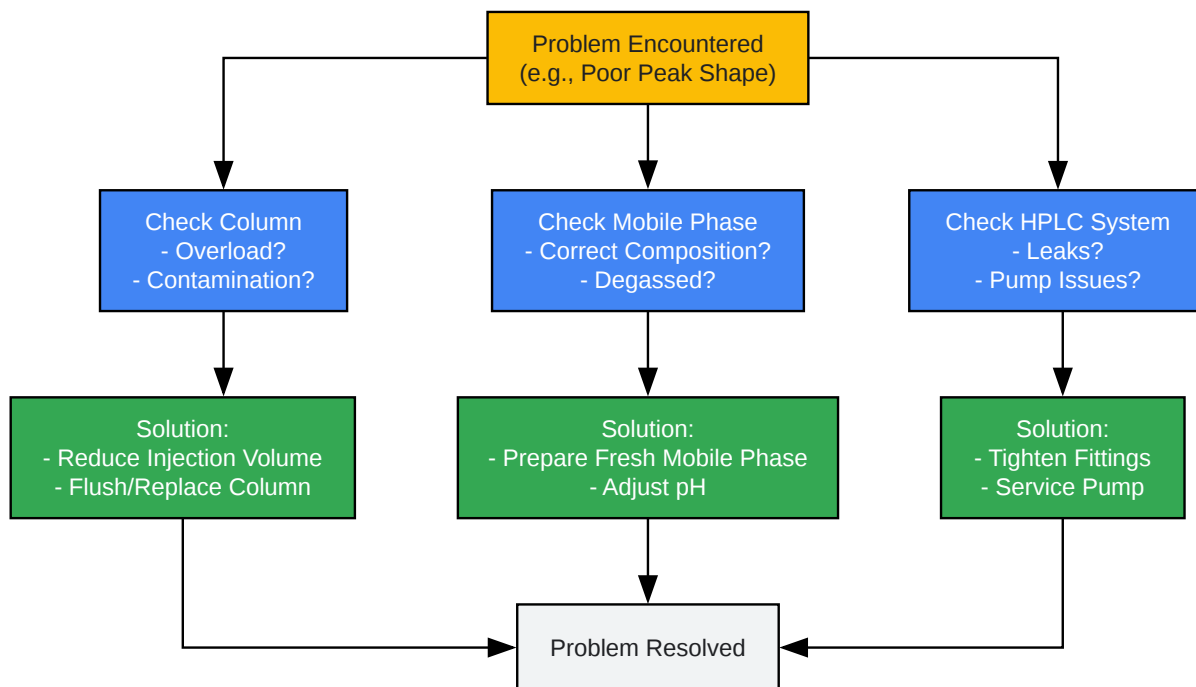 Problem Encountered
(e.g., Poor Peak Shape)
Check Column
- Overload?
- Contamination?
Check Mobile Phase
- Correct Composition?
- Degassed?
Check HPLC System
- Leaks?
- Pump Issues?
Solution:
- Reduce Injection Volume
- Flush/Replace Column
Solution:
- Prepare Fresh Mobile Phase
- Adjust pH
Solution:
- Tighten Fittings
- Service Pump
Problem Resolved